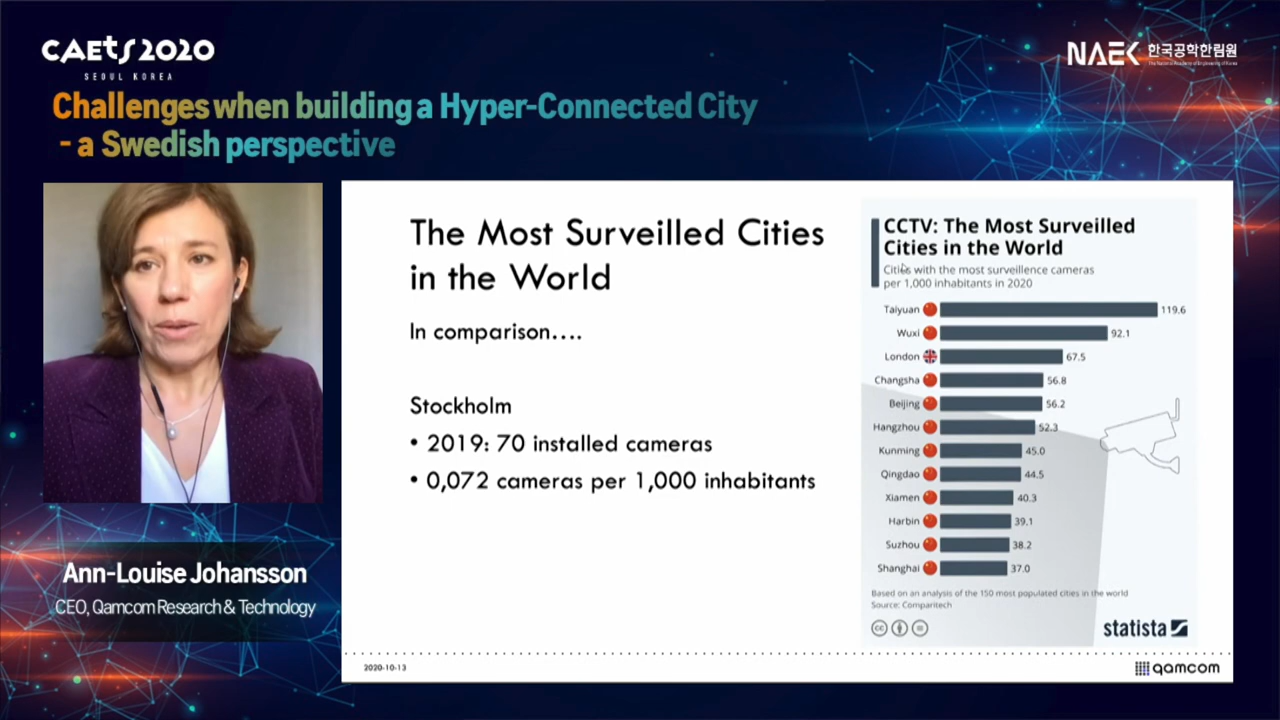 CAETS 2020
SEOUL KOREA
NAEK 한국공학한림원
The National Academy of Engineering of Korea
Challenges when building a Hyper-Connected City
- a Swedish perspective
The Most Surveilled Cities
in the World
In comparison....
Stockholm
• 2019: 70 installed cameras
• 0,072 cameras per 1,000 inhabitants
CCTV: The Most Surveilled
Cities in the World
Cities with the most surveillence cameras
per 1,000 inhabitants in 2020
Taiyuan 119.6
Wuxi 92.1
London 67.5
Changsha 56.8
Beijing 56.2
Hangzhou 52.3
Kunming 45.0
Qingdao 44.5
Xiamen 40.3
Harbin 39.1
Suzhou 38.2
Shanghai 37.0
Based on an analysis of the 150 most populated cities in the world
Source: Comparitech
cc
statista
2020-10-13
qamcom
Ann-Louise Johansson
CEO, Qamcom Research & Technology